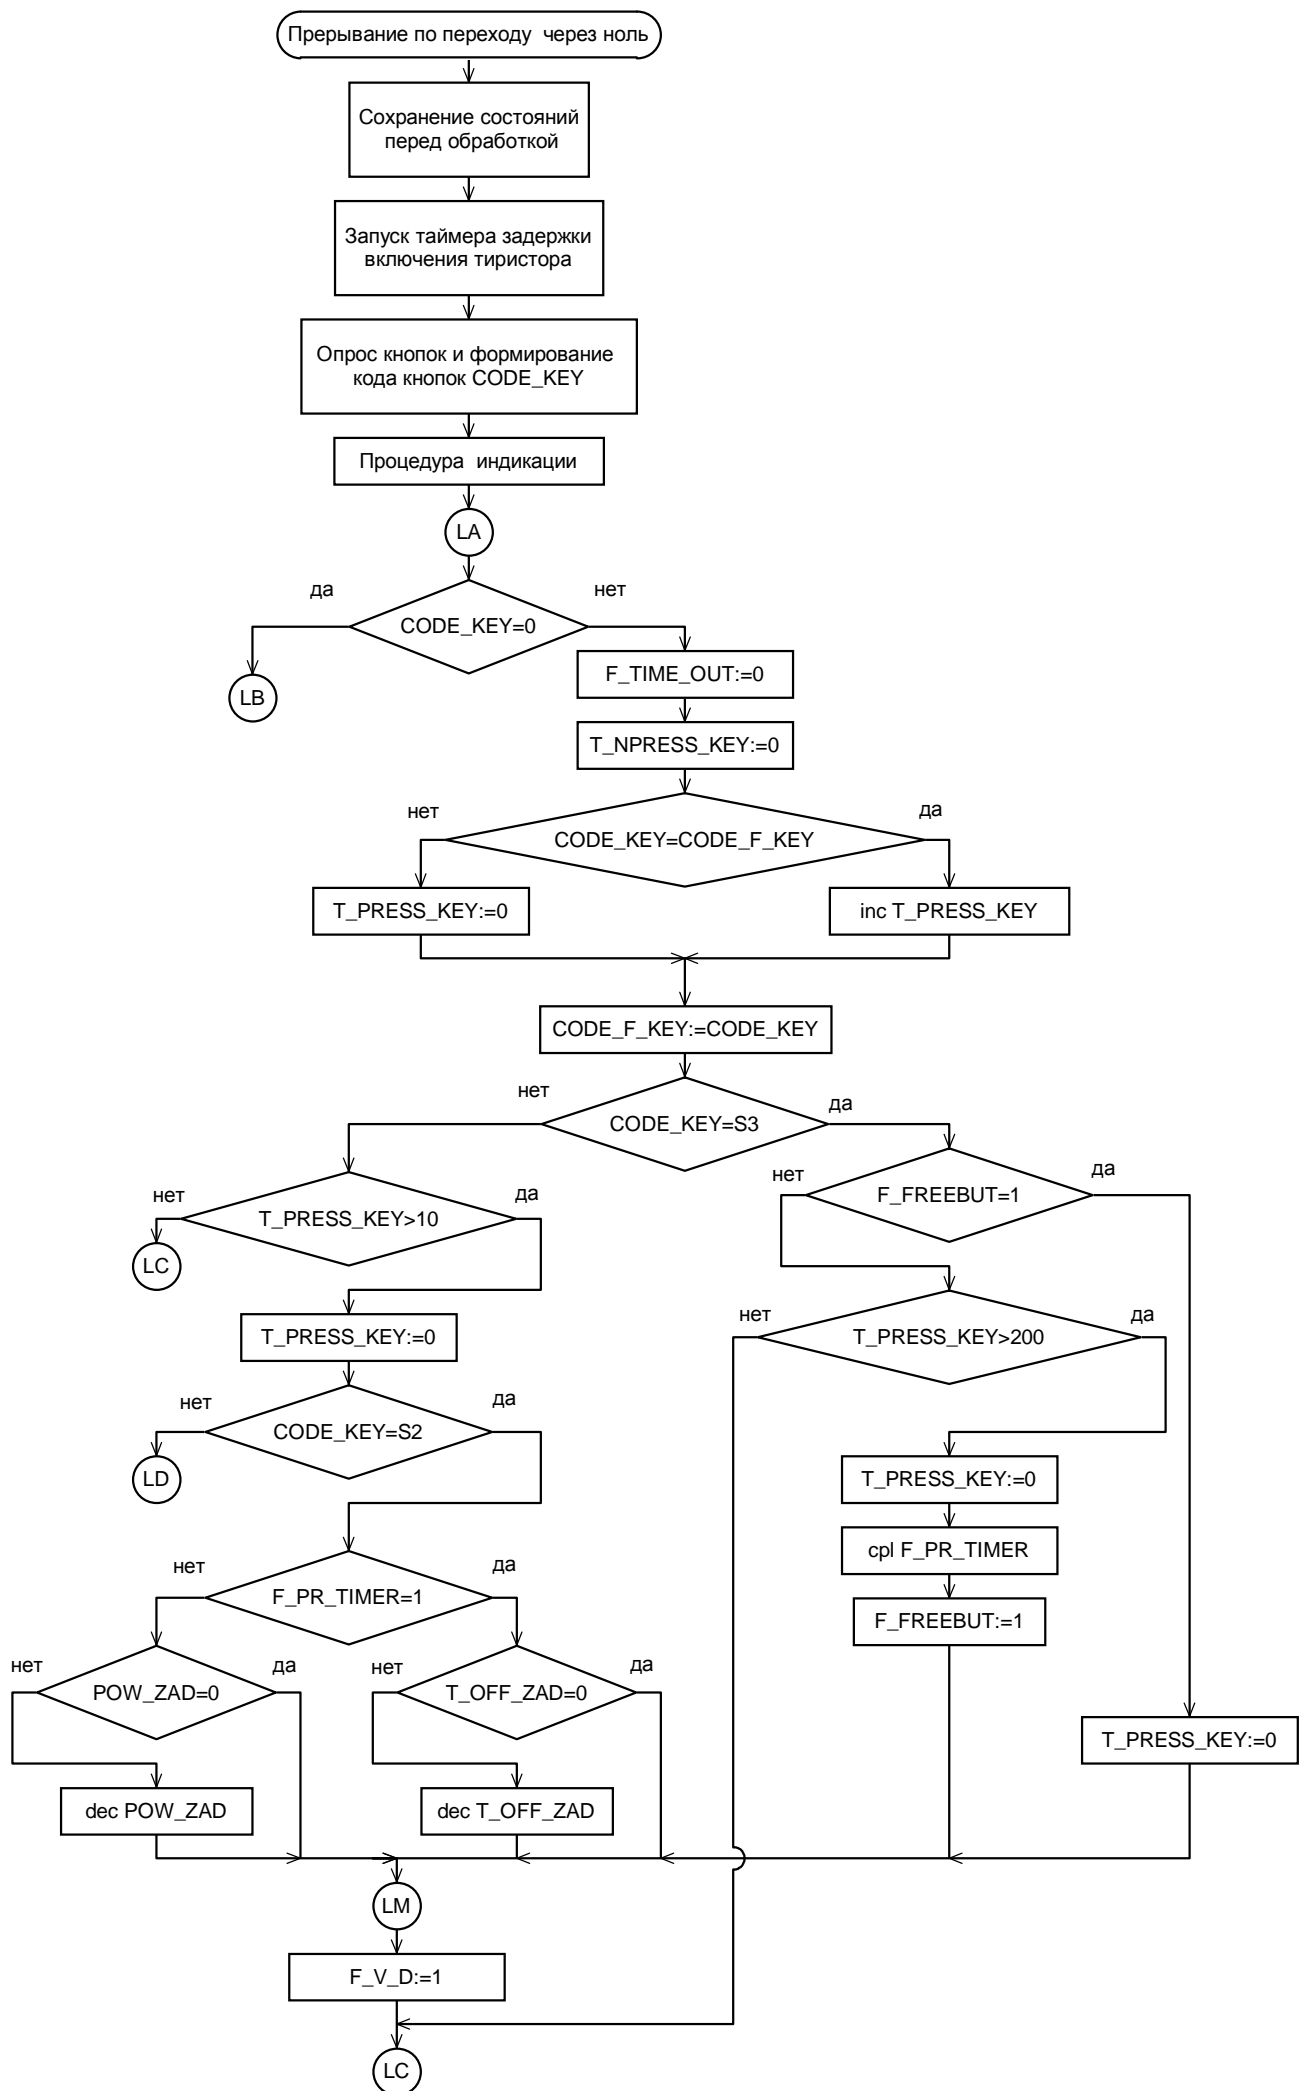 Прерывание по переходу через ноль
Сохранение состояний
перед обработкой
Запуск таймера задержки
включения тиристора
Опрос кнопок и формирование
кода кнопок CODE_KEY
Процедура индикации
LA
да
нет
CODE_KEY=0
F_TIME_OUT:=0
LB
T_NPRESS_KEY:=0
нет
да
CODE_KEY=CODE_F_KEY
T_PRESS_KEY:=0
inc T_PRESS_KEY
CODE_F_KEY:=CODE_KEY
нет
да
CODE_KEY=S3
нет
да
T_PRESS_KEY>10
нет
да
F_FREEBUT=1
LC
T_PRESS_KEY:=0
нет
да
T_PRESS_KEY>200
нет
да
CODE_KEY=S2
LD
T_PRESS_KEY:=0
cpl F_PR_TIMER
F_FREEBUT:=1
нет
да
F_PR_TIMER=1
нет
да
POW_ZAD=0
нет
да
T_OFF_ZAD=0
T_PRESS_KEY:=0
dec POW_ZAD
dec T_OFF_ZAD
LM
F_V_D:=1
LC